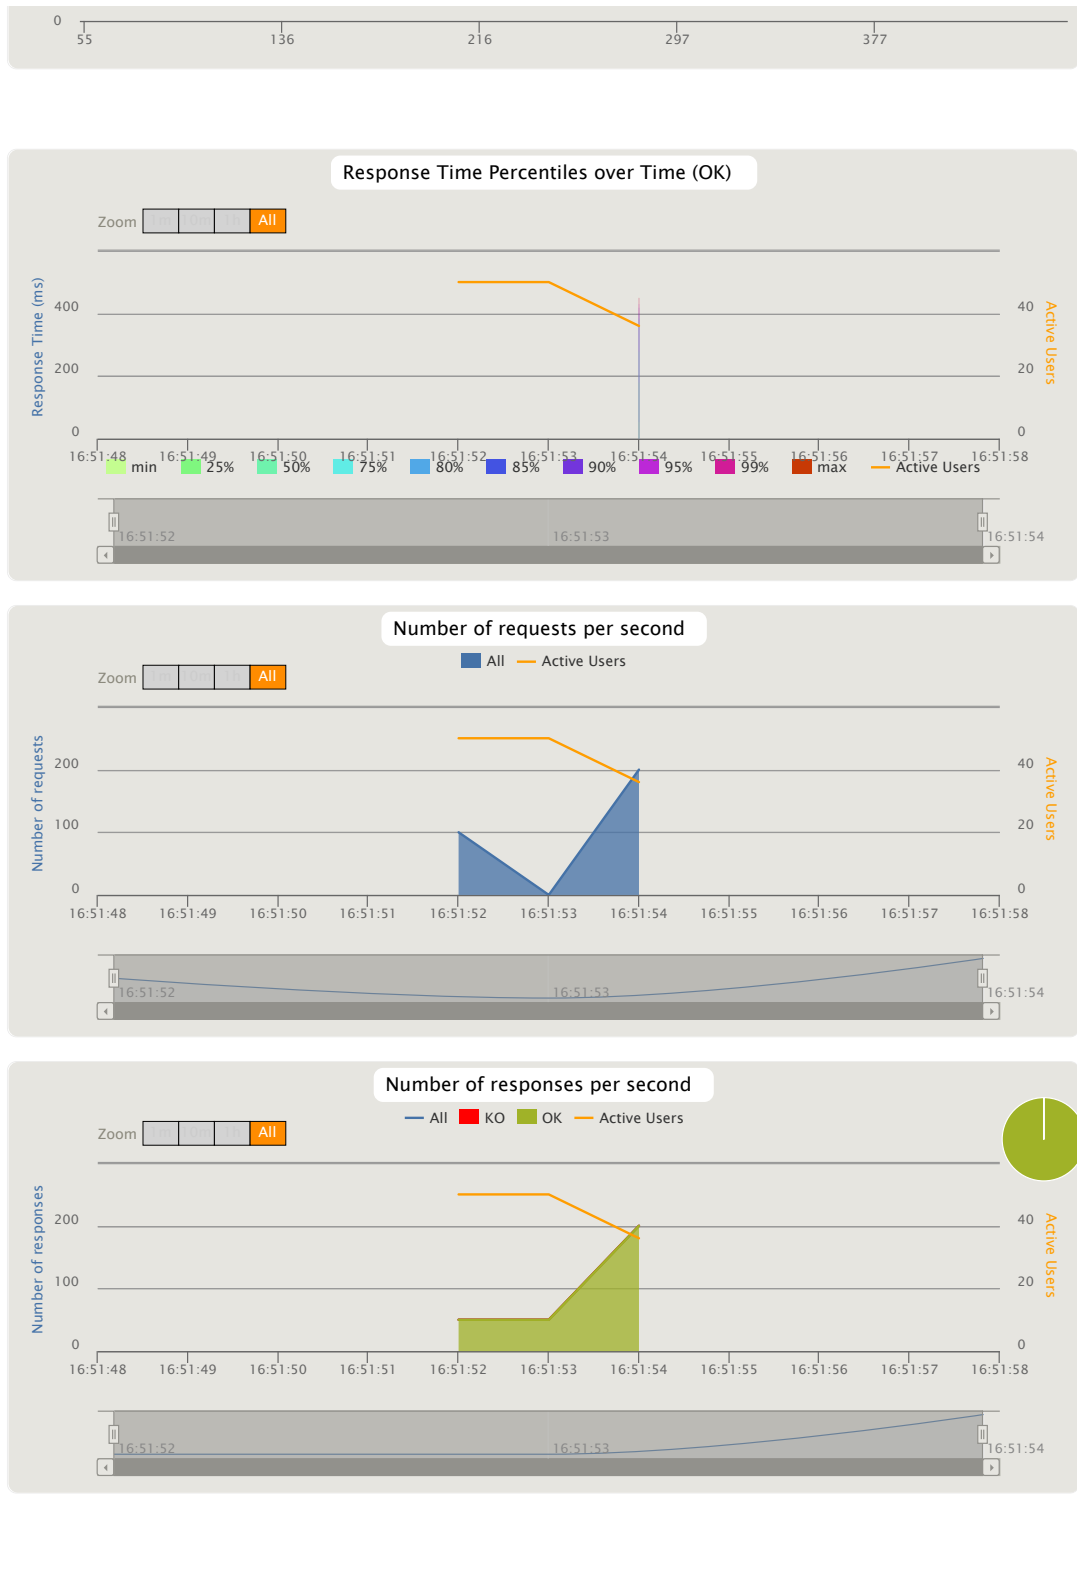 0
55 136 216 297 377
Response Time Percentiles over Time (OK)
Zoom 1m 10m 1h All
Response Time (ms)
400
200
0
40
20
0
Active Users
16:51:48 16:51:49 16:51:50 16:51:51 16:51:52 16:51:53 16:51:54 16:51:55 16:51:56 16:51:57 16:51:58
min 25% 50% 75% 80% 85% 90% 95% 99% max Active Users
16:51:52 16:51:53 16:51:54
Number of requests per second
All Active Users
Zoom 1m 10m 1h All
Number of requests
200
100
0
40
20
0
Active Users
16:51:48 16:51:49 16:51:50 16:51:51 16:51:52 16:51:53 16:51:54 16:51:55 16:51:56 16:51:57 16:51:58
16:51:52 16:51:53 16:51:54
Number of responses per second
All KO OK Active Users
Zoom 1m 10m 1h All
Number of responses
200
100
0
40
20
0
Active Users
16:51:48 16:51:49 16:51:50 16:51:51 16:51:52 16:51:53 16:51:54 16:51:55 16:51:56 16:51:57 16:51:58
16:51:52 16:51:53 16:51:54